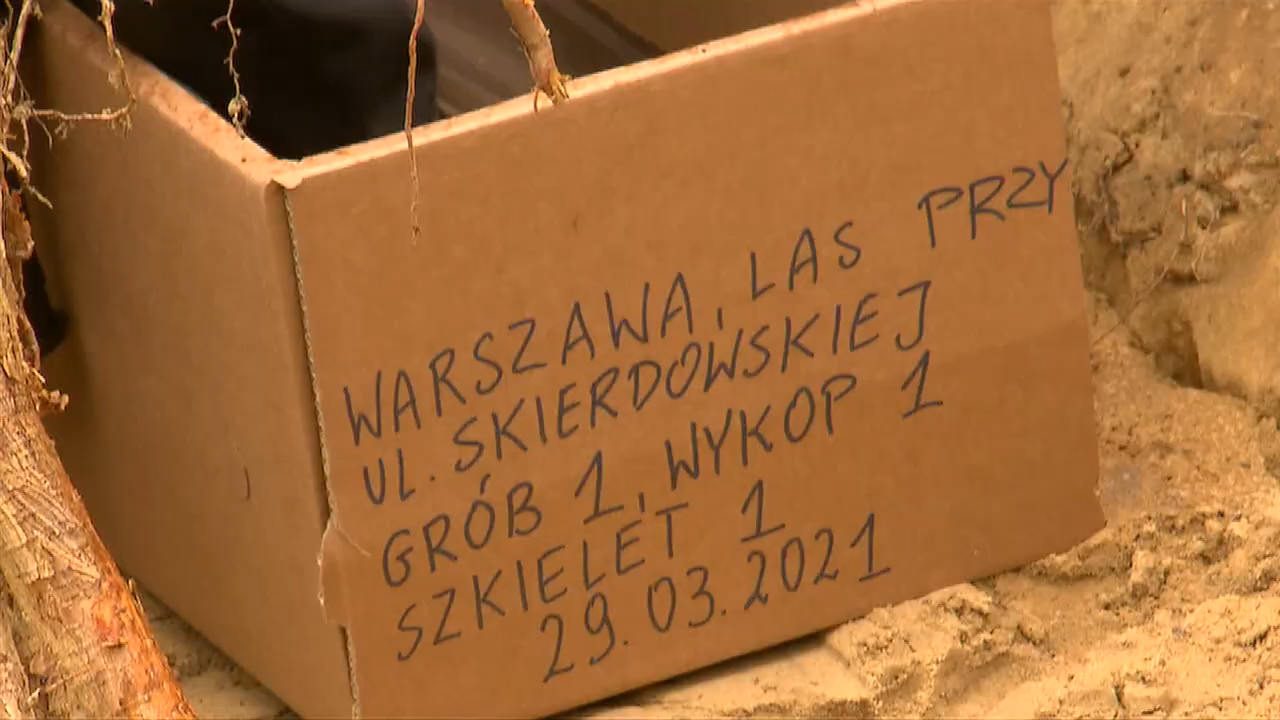 WARSZAWA, LAS PRZY
UL. SKIERDOWSKIEJ
GRÓB 1, WYKOP 1
SZKIELET 1
29.03.2021